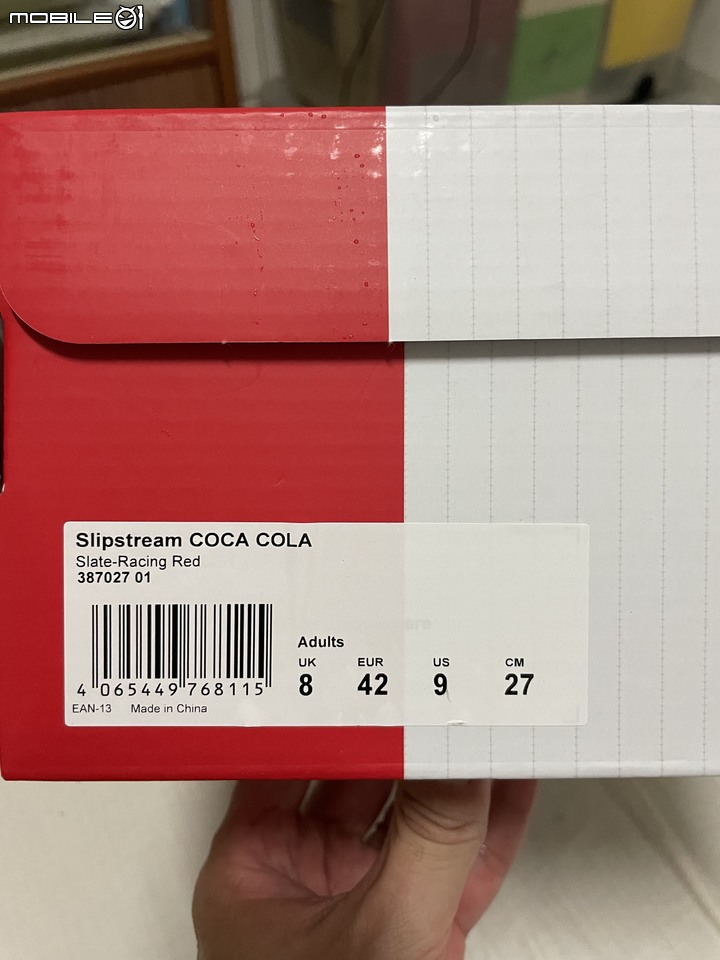 MOBILE01
Slipstream COCA COLA
Slate-Racing Red
387027 01
Adults
UK EUR US CM
8 42 9 27
4 065449 768115
EAN-13 Made in China